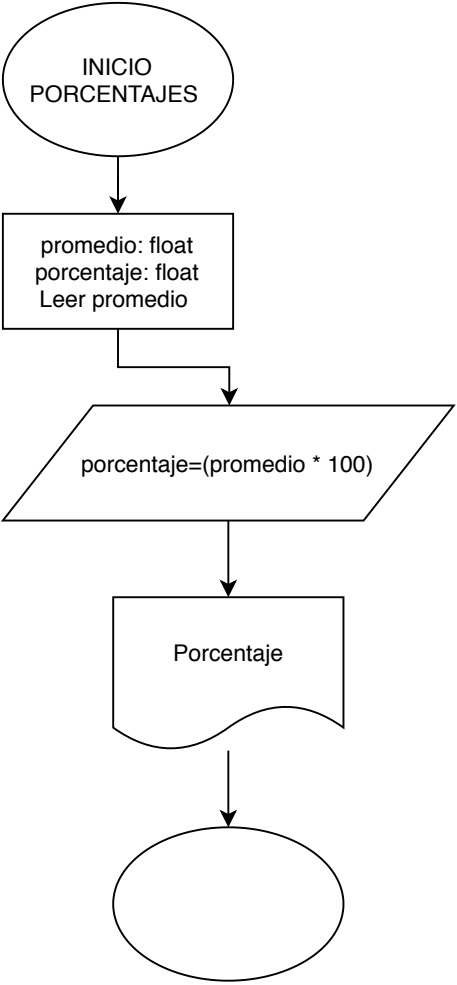 INICIO
PORCENTAJES
promedio: float
porcentaje: float
Leer promedio
porcentaje=(promedio * 100)
Porcentaje